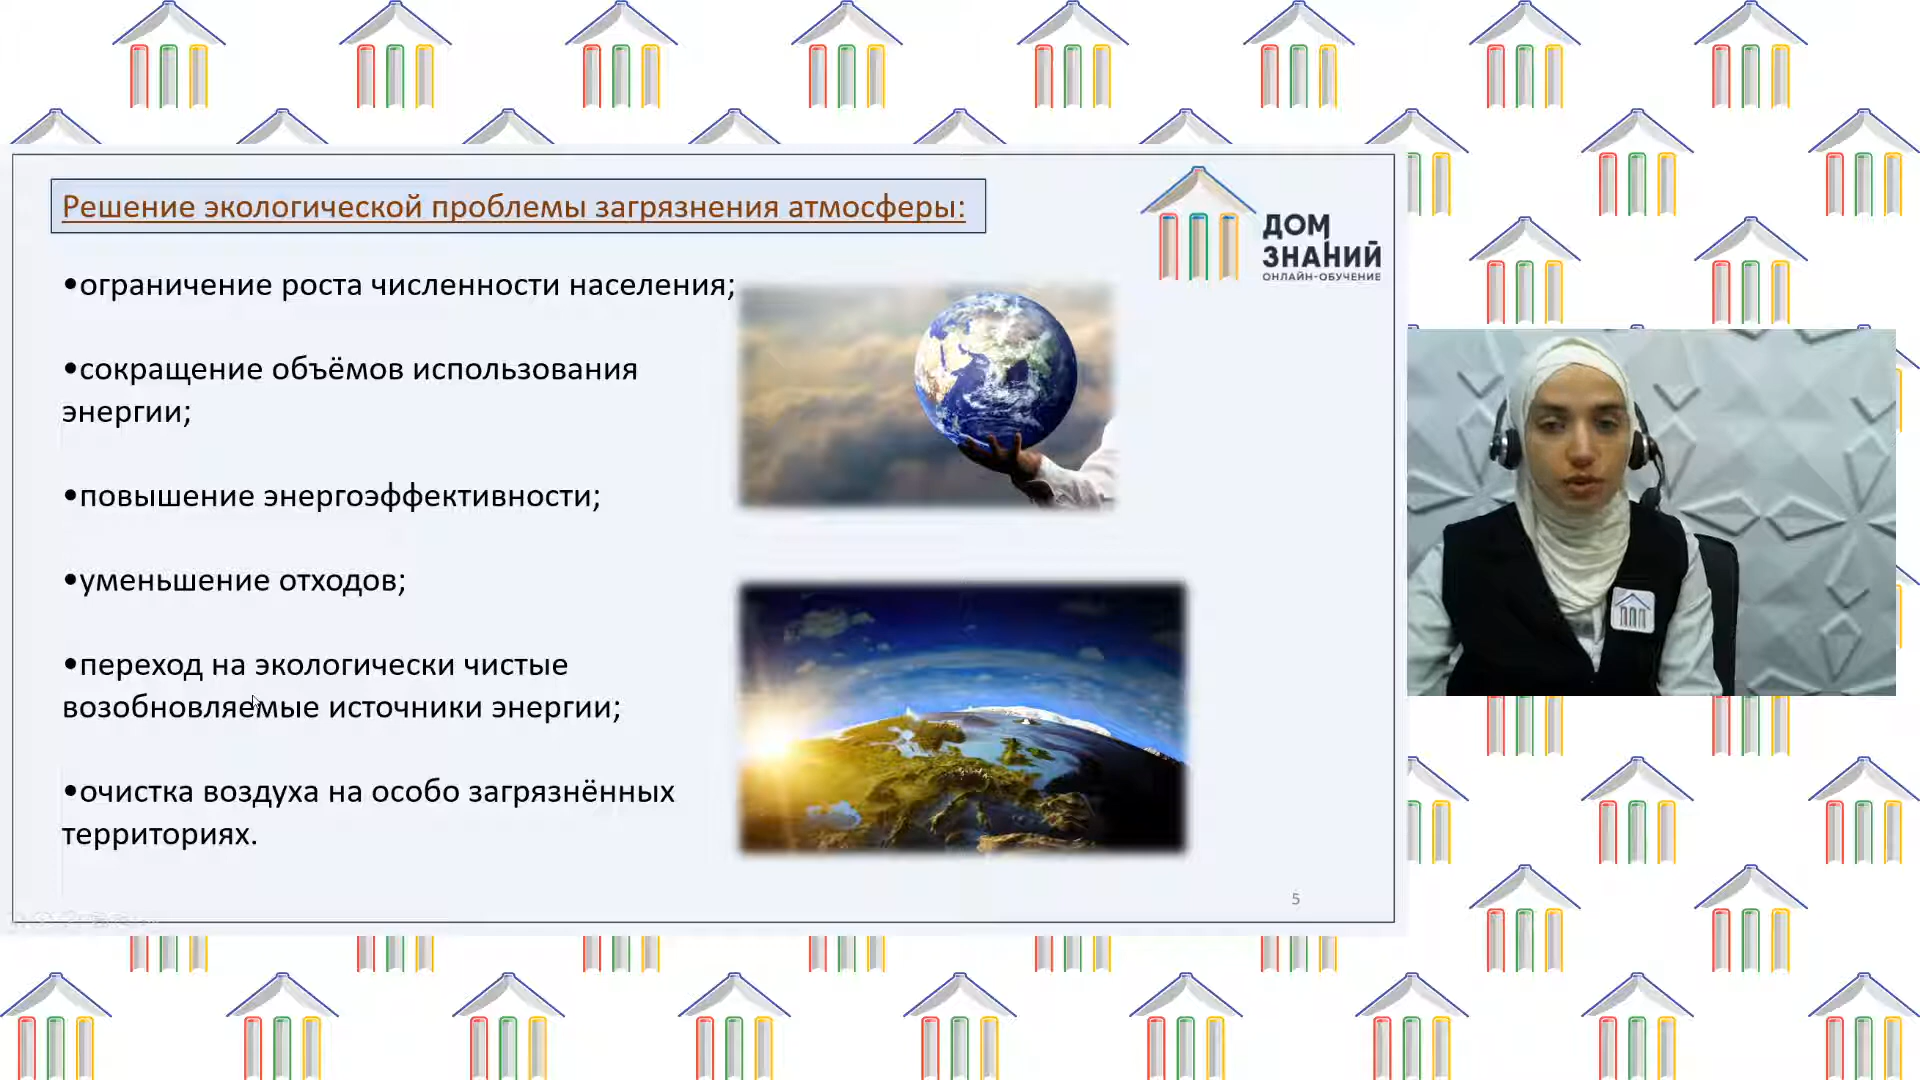 Решение экологической проблемы загрязнения атмосферы:
ДОМ
ЗНАНИЙ
ОНЛАЙН-ОБУЧЕНИЕ
•ограничение роста численности населения;
•сокращение объёмов использования
энергии;
•повышение энергоэффективности;
•уменьшение отходов;
•переход на экологически чистые
возобновляемые источники энергии;
•очистка воздуха на особо загрязнённых
территориях.
5